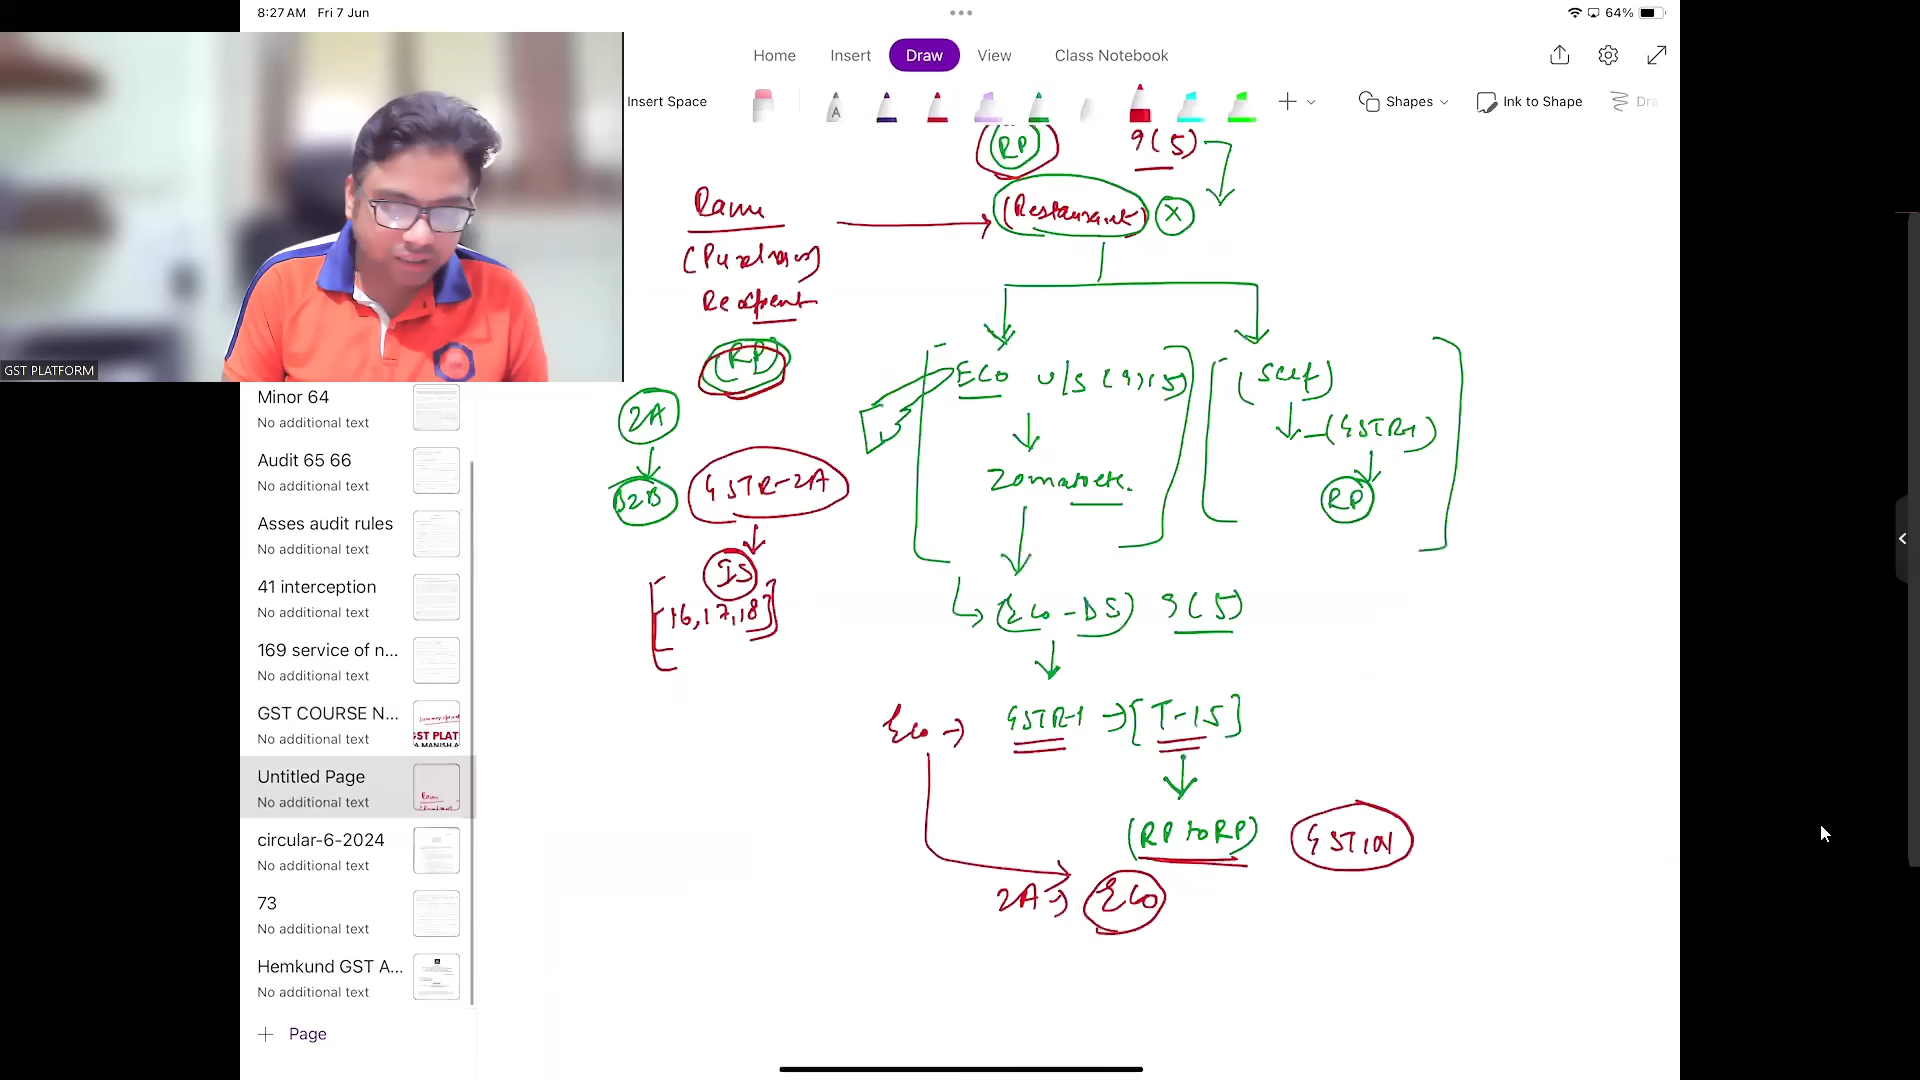 8:27 AM Fri 7 Jun
64%
Home Insert Draw View Class Notebook
Insert Space
A
Shapes
Ink to Shape
Dra
RP
9(5)
Ramu
(Restaurant)
X
(Purchaser)
Recipient
(RP)
ECO u/s (9)(5)
(Self)
2A
(GSTR-1)
GSTR-2A
B2B
Zomato etc.
RP
IS
16, 17, 18
(ECO - DS) 9(5)
ECO → GSTR-1 → [T-15]
(RP to RP)
GSTIN
2A → ECO
GST PLATFORM
Minor 64
No additional text
Audit 65 66
No additional text
Asses audit rules
No additional text
41 interception
No additional text
169 service of n...
No additional text
GST COURSE N...
No additional text
Untitled Page
No additional text
circular-6-2024
No additional text
73
No additional text
Hemkund GST A...
No additional text
Page